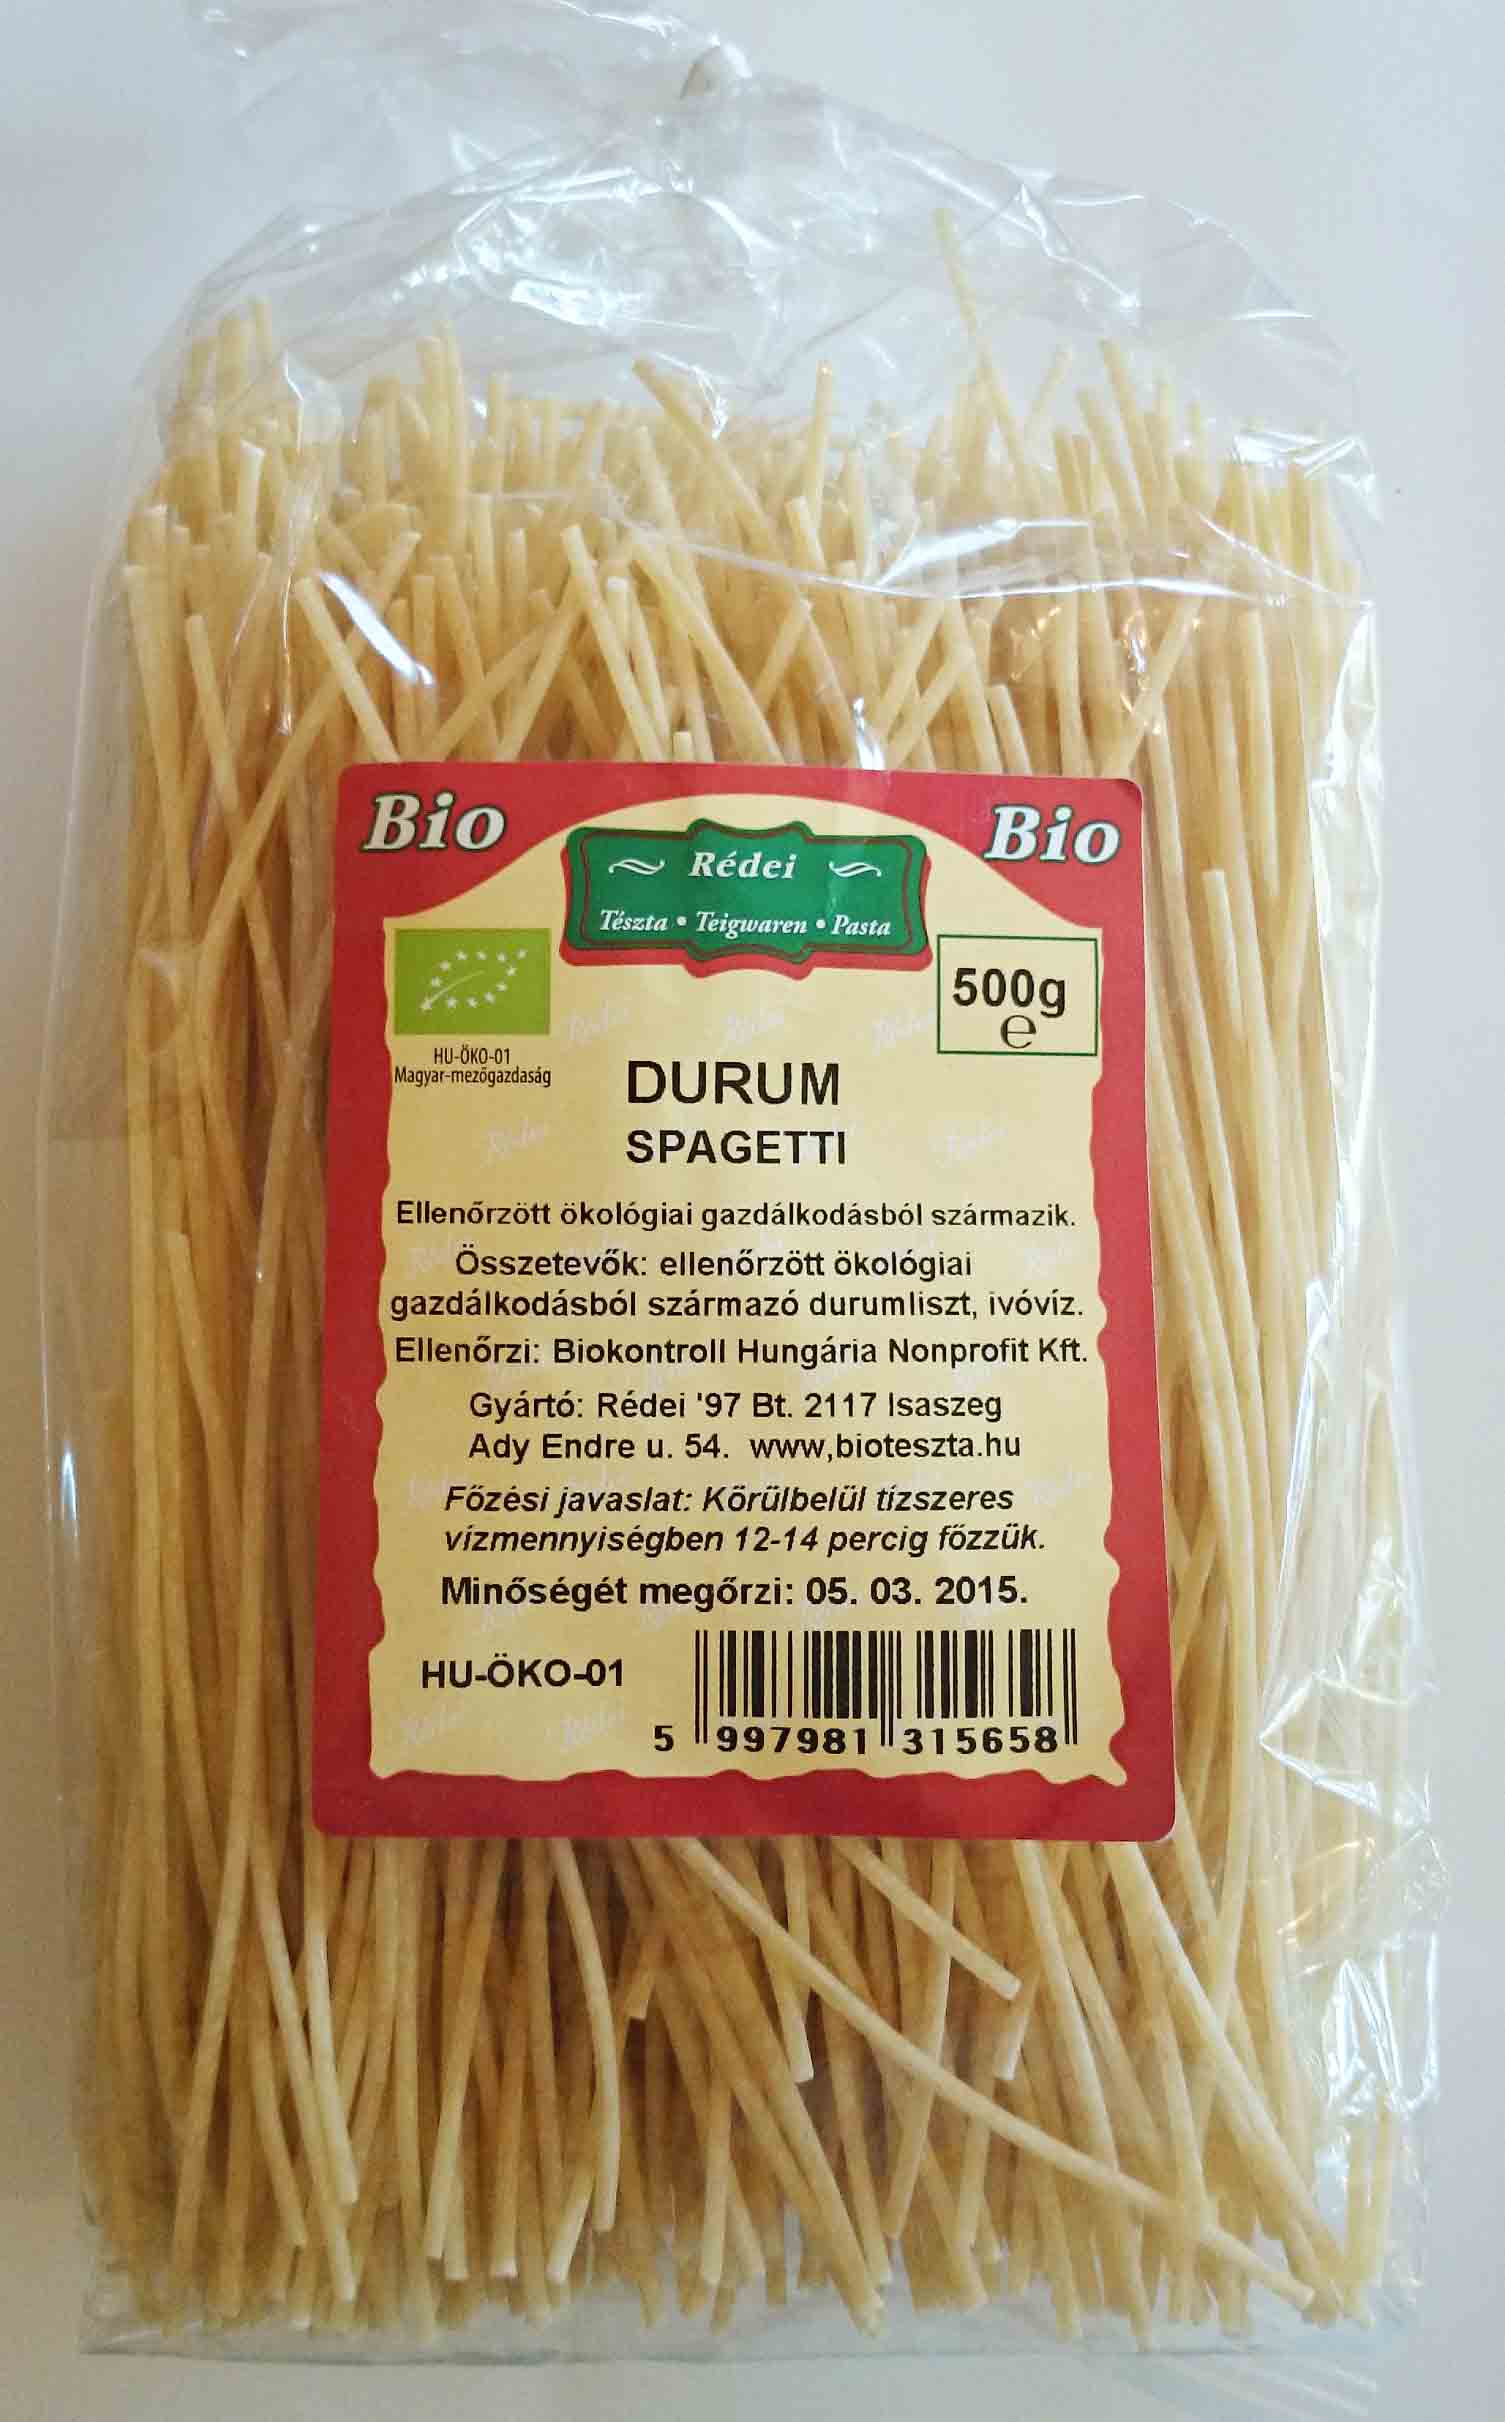 Bio
Bio
Rédei
Tészta • Teigwaren • Pasta
500g
e
HU-ÖKO-01
Magyar-mezőgazdaság
DURUM
SPAGETTI
Ellenőrzött ökológiai gazdálkodásból származik.
Összetevők: ellenőrzött ökológiai
gazdálkodásból származó durumliszt, ivóvíz.
Ellenőrzi: Biokontroll Hungária Nonprofit Kft.
Gyártó: Rédei '97 Bt. 2117 Isaszeg
Ady Endre u. 54. www,bioteszta.hu
Főzési javaslat: Körülbelül tízszeres
vízmennyiségben 12-14 percig főzzük.
Minőségét megőrzi: 05. 03. 2015.
HU-ÖKO-01
5 997981 315658